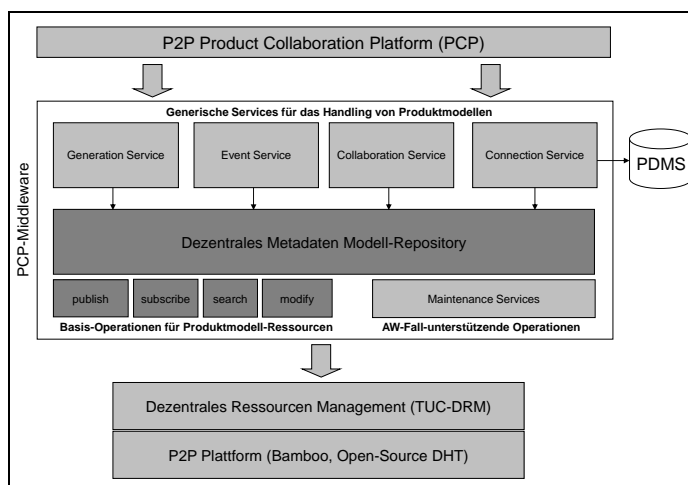 P2P Product Collaboration Platform (PCP)
Generische Services für das Handling von Produktmodellen
Generation Service
Event Service
Collaboration Service
Connection Service
PDMS
PCP-Middleware
Dezentrales Metadaten Modell-Repository
publish
subscribe
search
modify
Maintenance Services
Basis-Operationen für Produktmodell-Ressourcen
AW-Fall-unterstützende Operationen
Dezentrales Ressourcen Management (TUC-DRM)
P2P Plattform (Bamboo, Open-Source DHT)